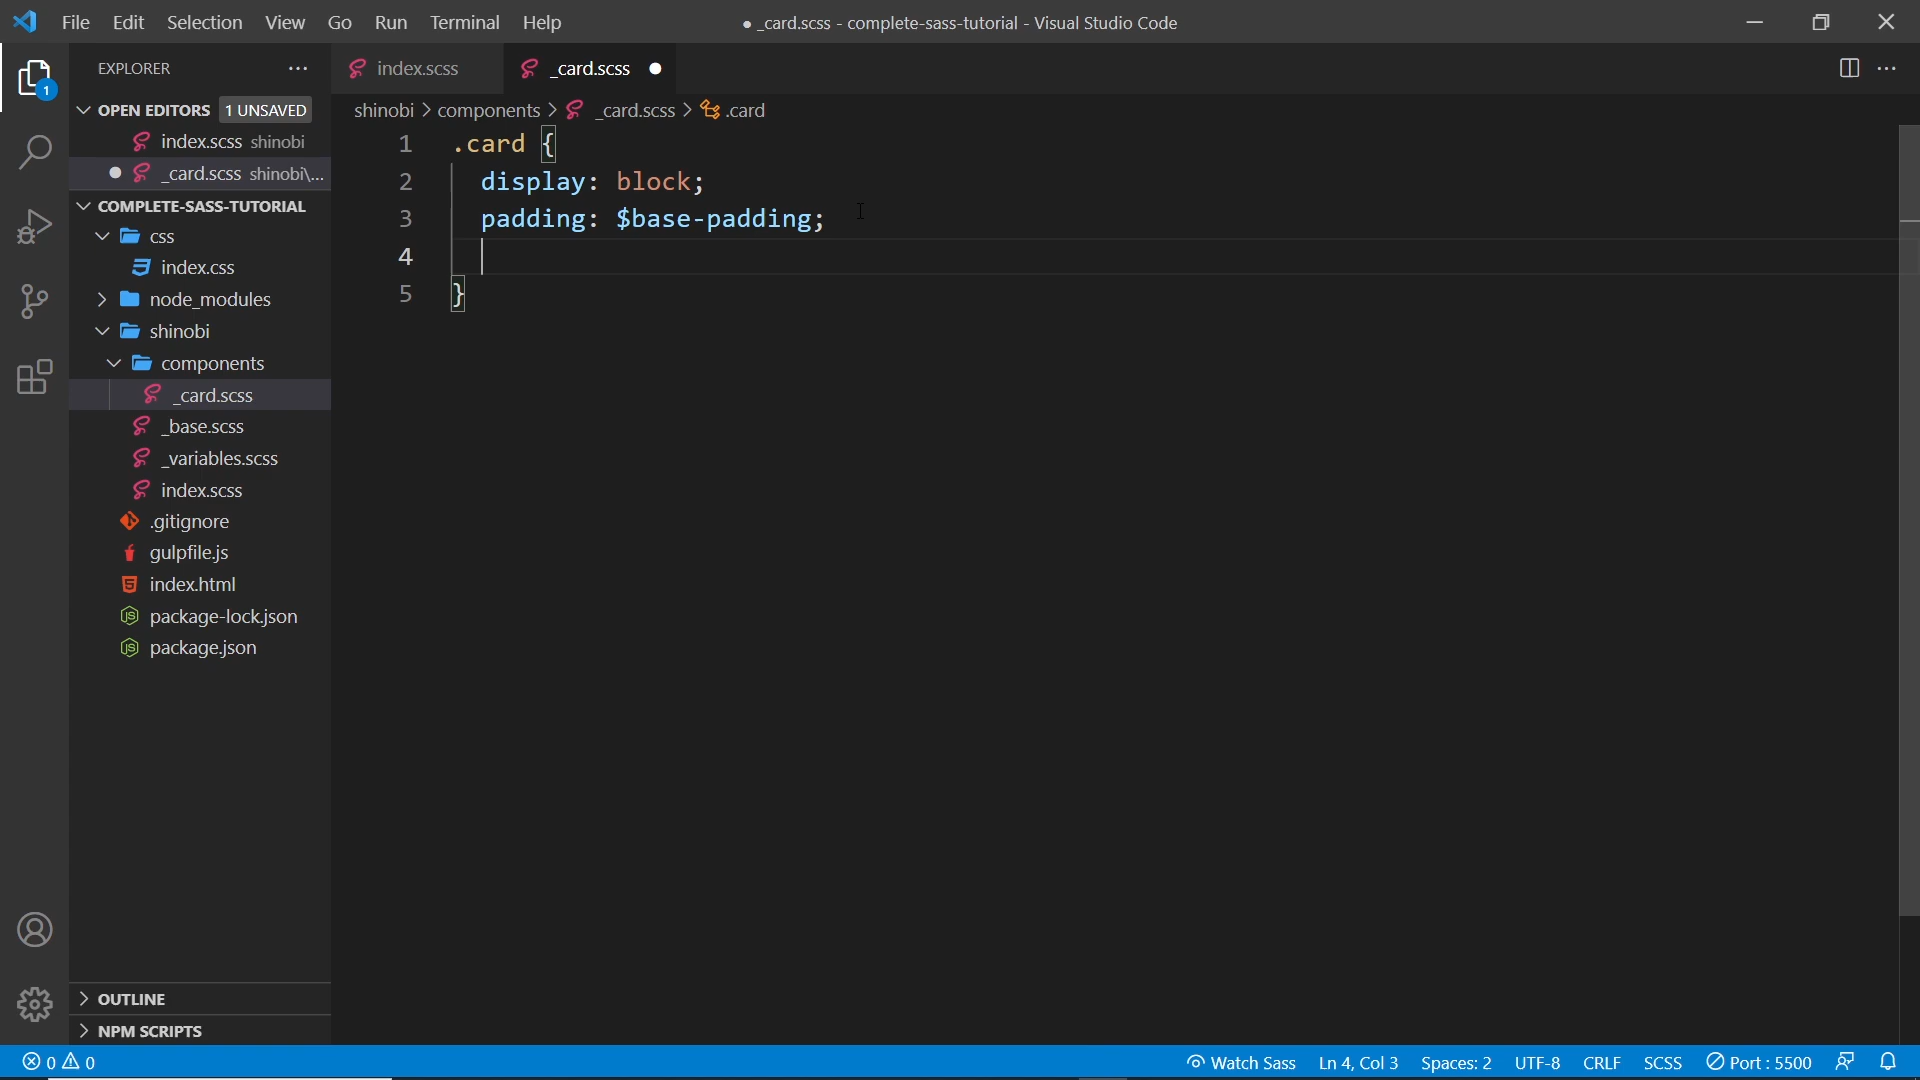 File Edit Selection View Go Run Terminal Help
● _card.scss - complete-sass-tutorial - Visual Studio Code
EXPLORER
OPEN EDITORS 1 UNSAVED
index.scss shinobi
_card.scss shinobi\...
COMPLETE-SASS-TUTORIAL
css
index.css
node_modules
shinobi
components
_card.scss
_base.scss
_variables.scss
index.scss
.gitignore
gulpfile.js
index.html
package-lock.json
package.json
OUTLINE
NPM SCRIPTS
1
index.scss
_card.scss
shinobi > components > _card.scss > .card
1 .card {
2 display: block;
3 padding: $base-padding;
4
5 }
0 0
Watch Sass Ln 4, Col 3 Spaces: 2 UTF-8 CRLF SCSS Port : 5500